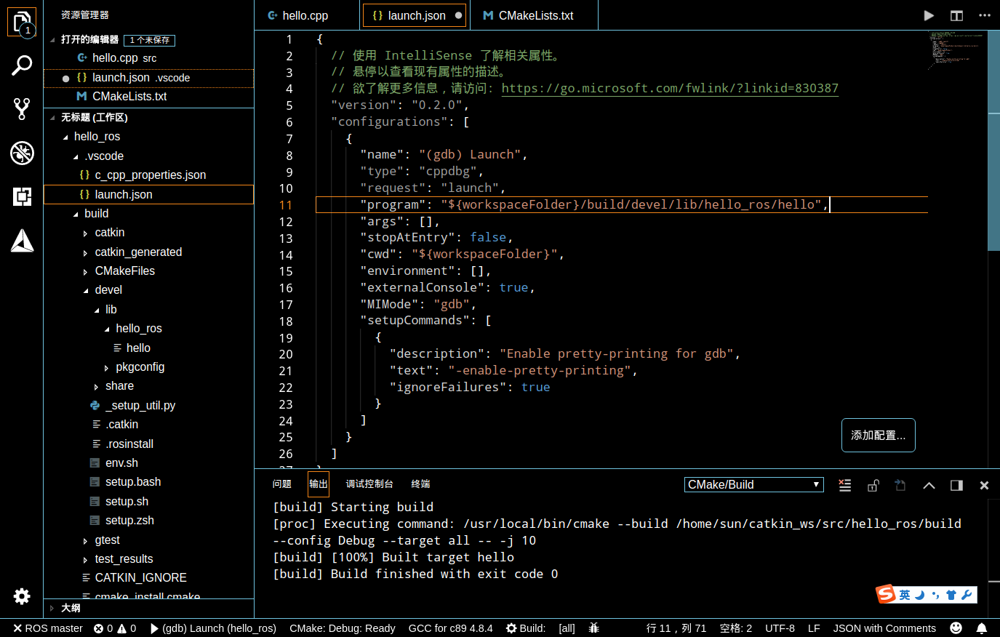 资源管理器
1
打开的编辑器 1 个未保存
hello.cpp src
{ } launch.json .vscode
M CMakeLists.txt
无标题 (工作区)
hello_ros
.vscode
{ } c_cpp_properties.json
{ } launch.json
build
catkin
catkin_generated
CMakeFiles
devel
lib
hello_ros
hello
pkgconfig
share
_setup_util.py
.catkin
.rosinstall
env.sh
setup.bash
setup.sh
setup.zsh
gtest
test_results
CATKIN_IGNORE
cmake_install.cmake
大纲
hello.cpp { } launch.json M CMakeLists.txt
1 {
2 // 使用 IntelliSense 了解相关属性。
3 // 悬停以查看现有属性的描述。
4 // 欲了解更多信息，请访问: https://go.microsoft.com/fwlink/?linkid=830387
5 "version": "0.2.0",
6 "configurations": [
7 {
8 "name": "(gdb) Launch",
9 "type": "cppdbg",
10 "request": "launch",
11 "program": "${workspaceFolder}/build/devel/lib/hello_ros/hello",
12 "args": [],
13 "stopAtEntry": false,
14 "cwd": "${workspaceFolder}",
15 "environment": [],
16 "externalConsole": true,
17 "MIMode": "gdb",
18 "setupCommands": [
19 {
20 "description": "Enable pretty-printing for gdb",
21 "text": "-enable-pretty-printing",
22 "ignoreFailures": true
23 }
24 ]
25 }
26 ]
27 }
添加配置...
问题 输出 调试控制台 终端 CMake/Build
[build] Starting build
[proc] Executing command: /usr/local/bin/cmake --build /home/sun/catkin_ws/src/hello_ros/build
--config Debug --target all -- -j 10
[build] [100%] Built target hello
[build] Build finished with exit code 0
S 英
ROS master 0 0 (gdb) Launch (hello_ros) CMake: Debug: Ready GCC for c89 4.8.4 Build: [all] 行 11，列 71 空格: 2 UTF-8 LF JSON with Comments